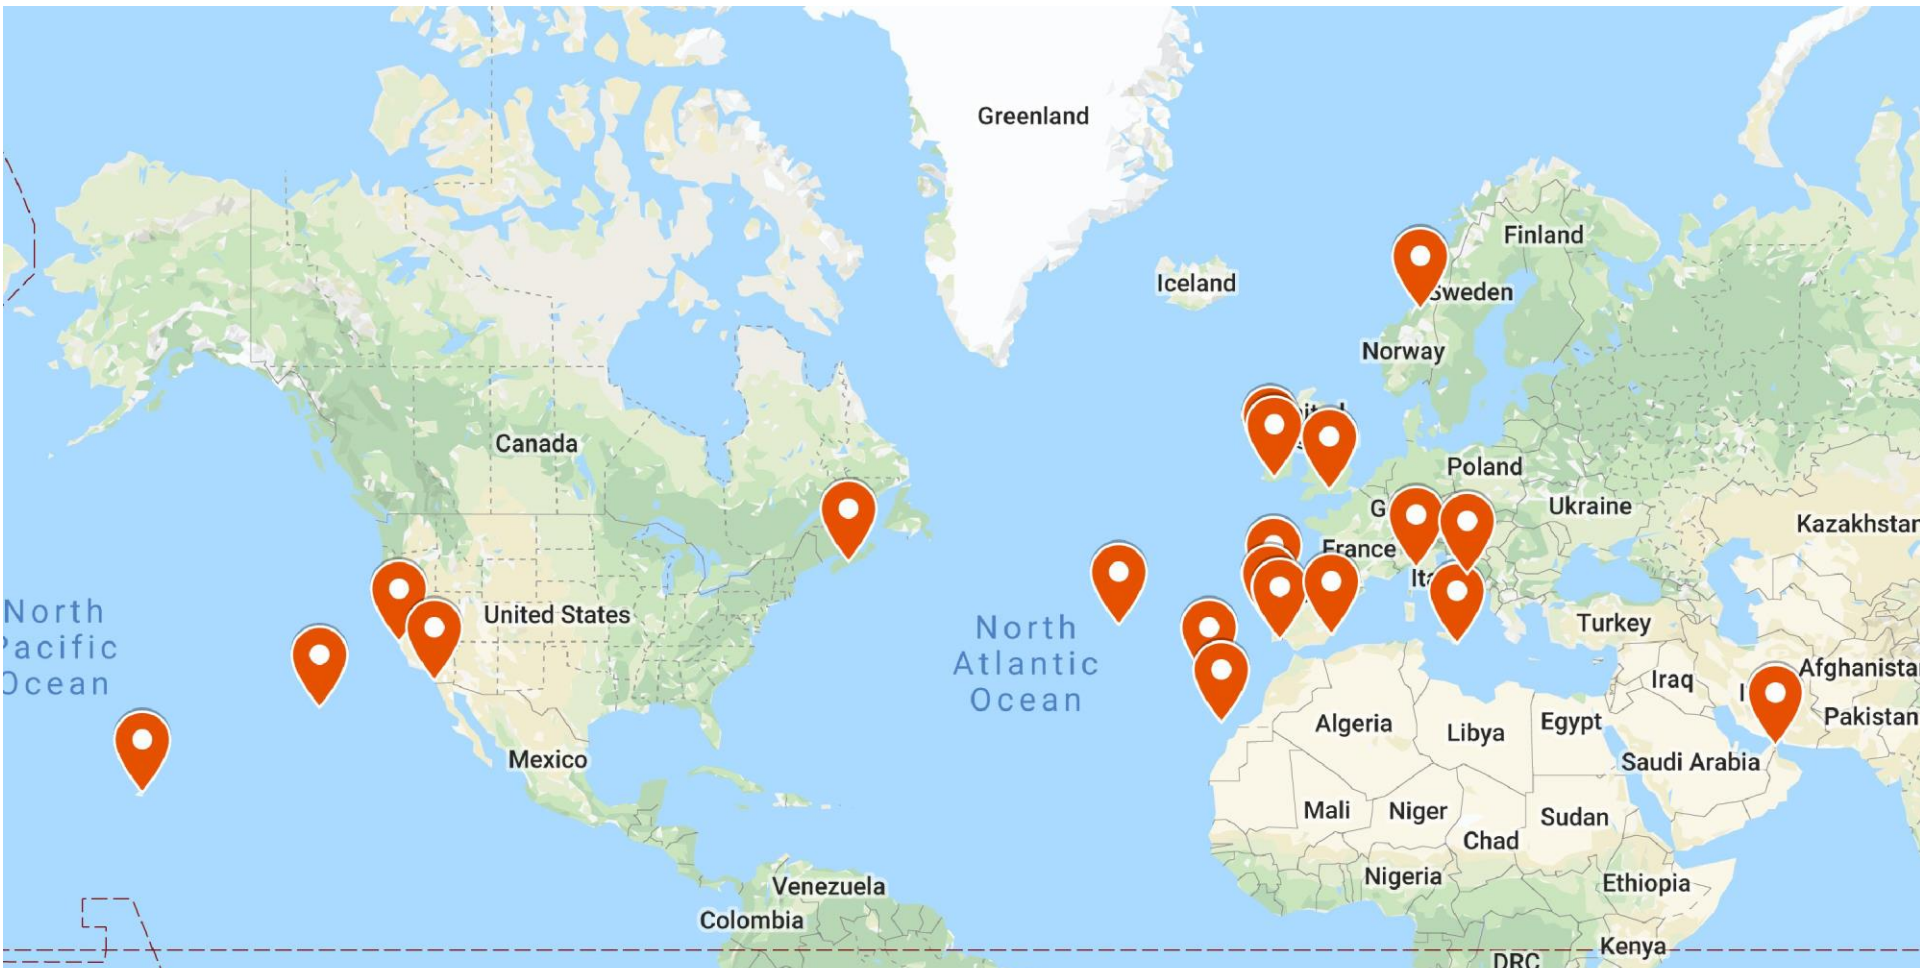 Greenland
Finland
Iceland
Sweden
Norway
Canada
Poland
Ukraine
Kazakhstan
France
United States
Turkey
North
Pacific
Ocean
North
Atlantic
Ocean
Afghanista
Iraq
Pakistan
Algeria
Libya
Egypt
Mexico
Saudi Arabia
Mali
Niger
Sudan
Chad
Nigeria
Ethiopia
Venezuela
Colombia
Kenya
DRC